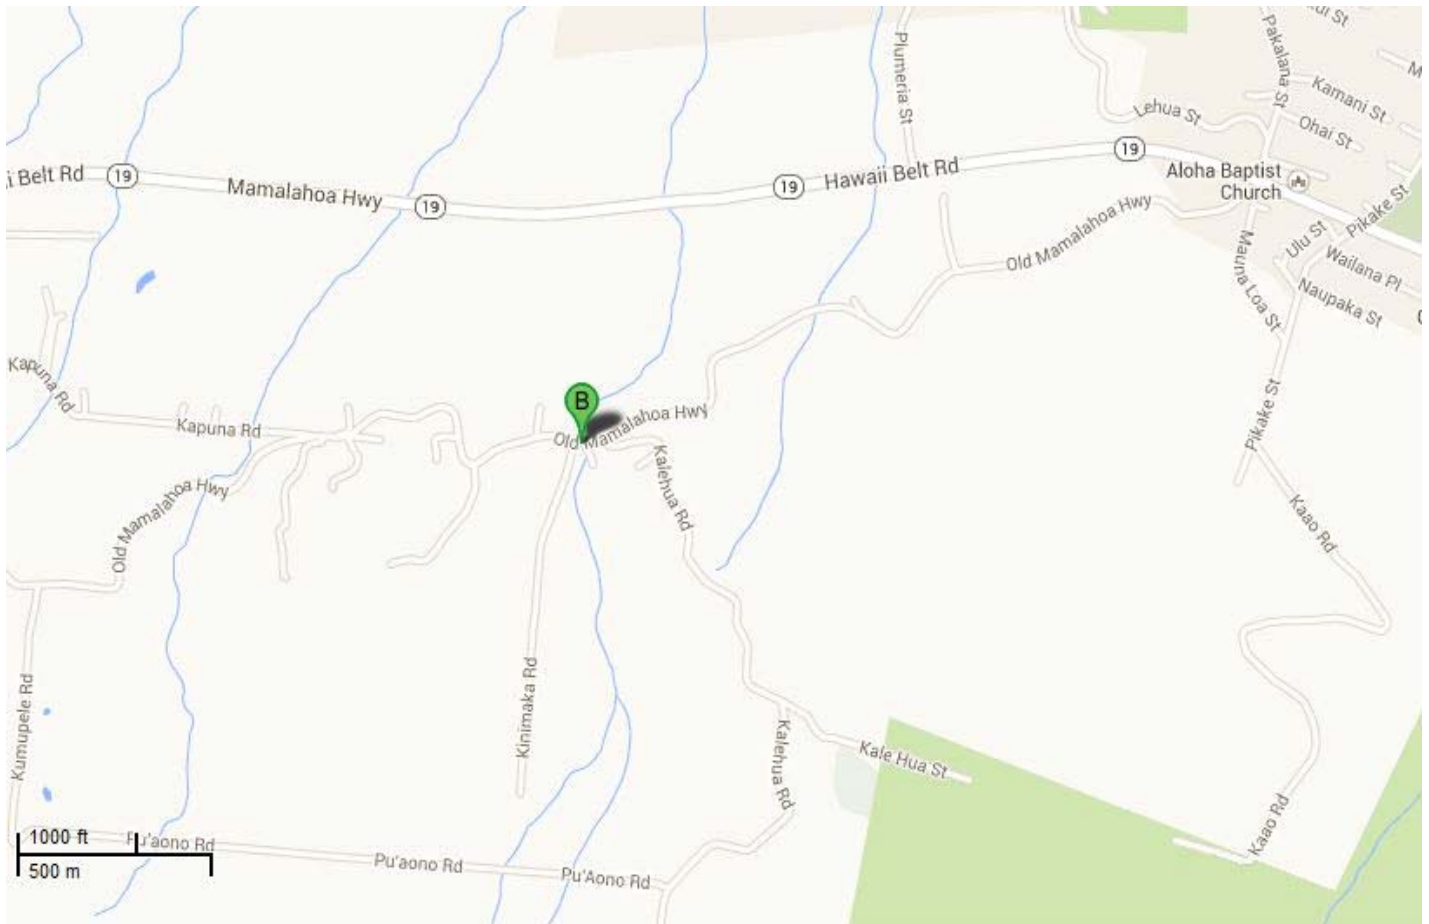 ui St
Pakalana St
Plumeria St
M
Kamani St
Lehua St
Ohai St
19
Hawaii Belt Rd
i Belt Rd
19
Aloha Baptist
Church
19
Mamalahoa Hwy
19
Pikake St
Old Mamalahoa Hwy
Ulu St
Mauna Loa St
Wailana Pl
Naupaka St
Kapuna Rd
B
Old Mamalahoa Hwy
Kapuna Rd
Pikake St
Kalehua Rd
Old Mamalahoa Hwy
Kaao Rd
Kinimaka Rd
Kumupele Rd
Kalehua Rd
Kale Hua St
Kaao Rd
1000 ft
500 m
Pu'aono Rd
Pu'aono Rd
Pu'Aono Rd